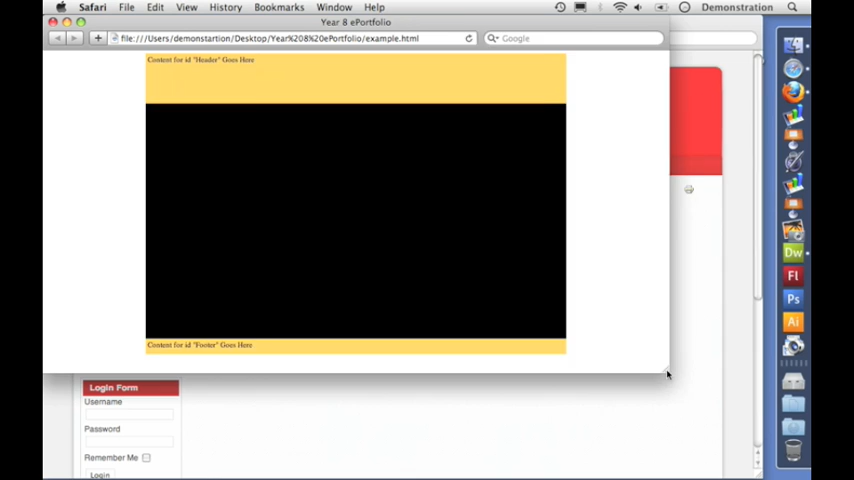 Safari File Edit View History Bookmarks Window Help Demonstration
Year 8 ePortfolio
file:///Users/demonstartion/Desktop/Year%208%20ePortfolio/example.html
Google
Content for id "Header" Goes Here
Content for id "Footer" Goes Here
Login Form
Username
Password
Remember Me
Login
Dw
Fl
Ps
Ai